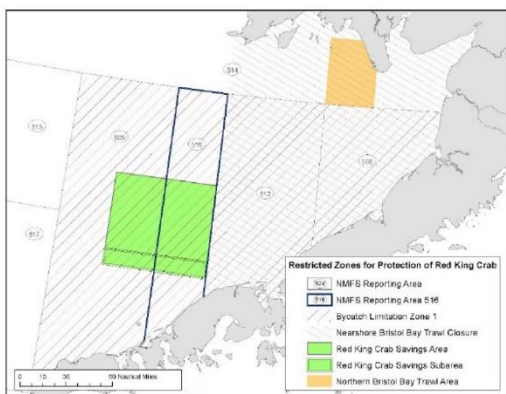 514
513
509
516
512
508
517
Restricted Zones for Protection of Red King Crab
NMFS Reporting Area
516
NMFS Reporting Area 516
Bycatch Limitation Zone 1
Nearshore Bristol Bay Trawl Closure
Red King Crab Savings Area
Red King Crab Savings Subarea
Northern Bristol Bay Trawl Area
0 15 30 60 Nautical Miles